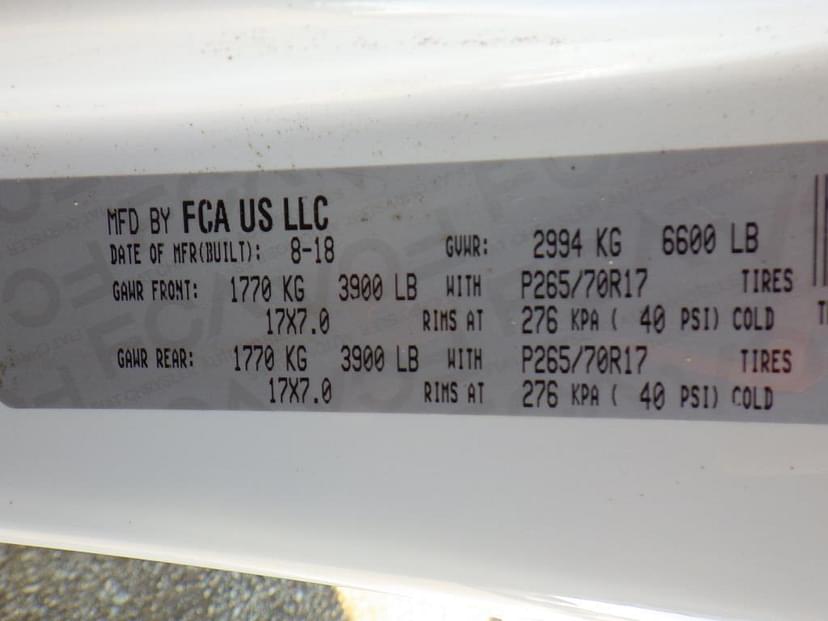 MFD BY FCA US LLC
DATE OF MFR(BUILT): 8-18 GVWR: 2994 KG 6600 LB
GAWR FRONT: 1770 KG 3900 LB WITH P265/70R17 TIRES
17X7.0 RIMS AT 276 KPA ( 40 PSI) COLD
GAWR REAR: 1770 KG 3900 LB WITH P265/70R17 TIRES
17X7.0 RIMS AT 276 KPA ( 40 PSI) COLD